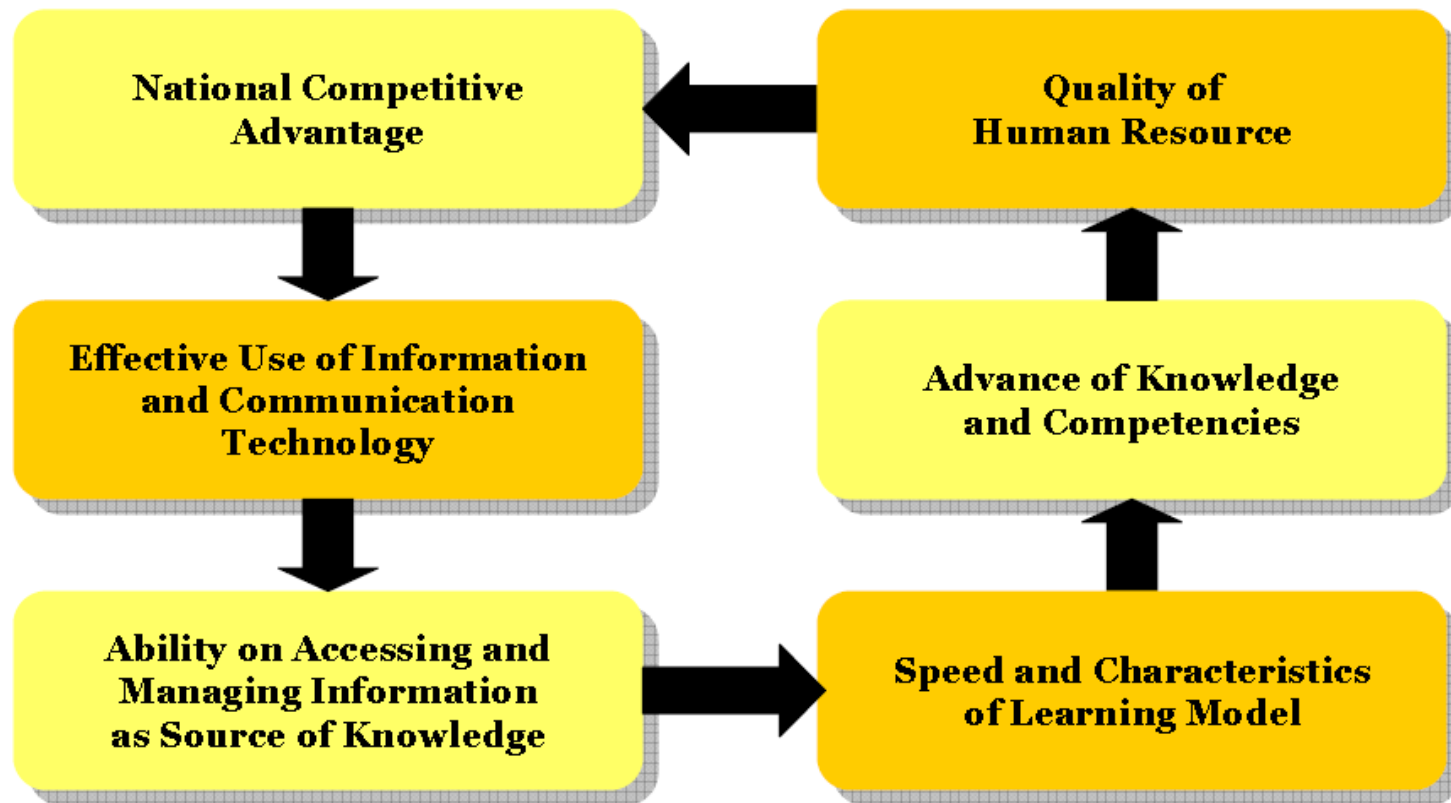 National Competitive
Advantage
Quality of
Human Resource
Effective Use of Information
and Communication
Technology
Advance of Knowledge
and Competencies
Ability on Accessing and
Managing Information
as Source of Knowledge
Speed and Characteristics
of Learning Model